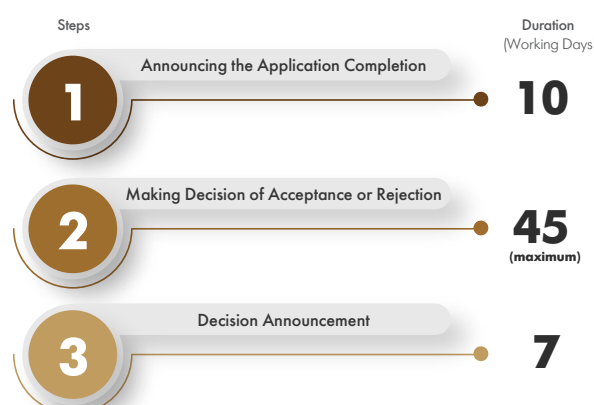 Steps
Duration
(Working Days
1
Announcing the Application Completion
10
2
Making Decision of Acceptance or Rejection
45
(maximum)
3
Decision Announcement
7